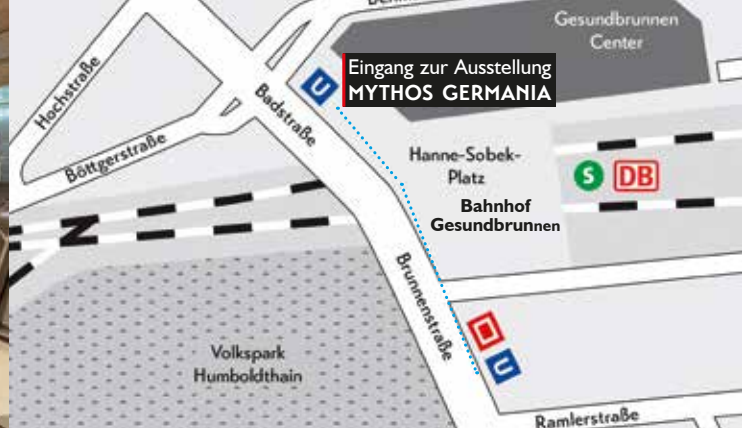 Gesundbrunnen
Center
Eingang zur Ausstellung
MYTHOS GERMANIA
U
Hochstraße
Badstraße
Böttgerstraße
Hanne-Sobek-
Platz
S DB
Bahnhof
Gesundbrunnen
Brunnenstraße
U
Volkspark
Humboldthain
Ramlerstraße